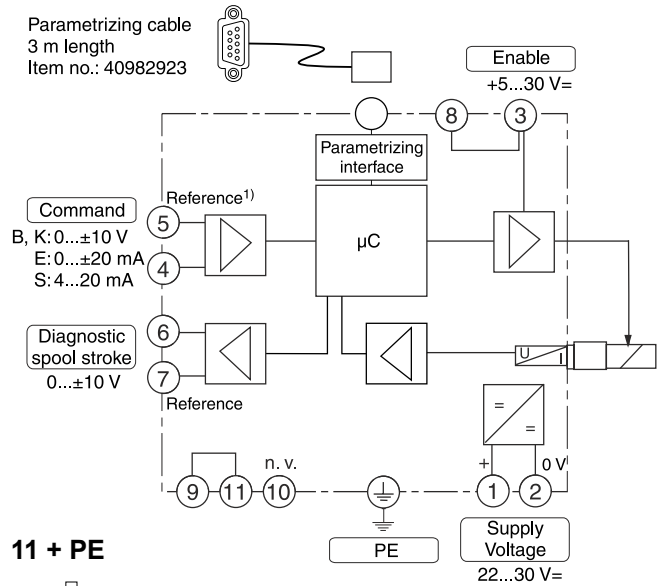 Parametrizing cable
3 m length
Item no.: 40982923
Enable
+5...30 V=
8
3
Parametrizing
interface
Reference1)
Command
B, K: 0...±10 V
E: 0...±20 mA
S: 4...20 mA
5
4
µC
Diagnostic
spool stroke
0...±10 V
6
7
Reference
U
I
=
=
+
0 V
n. v.
9
11
10
1
2
PE
Supply
Voltage
22...30 V=
11 + PE